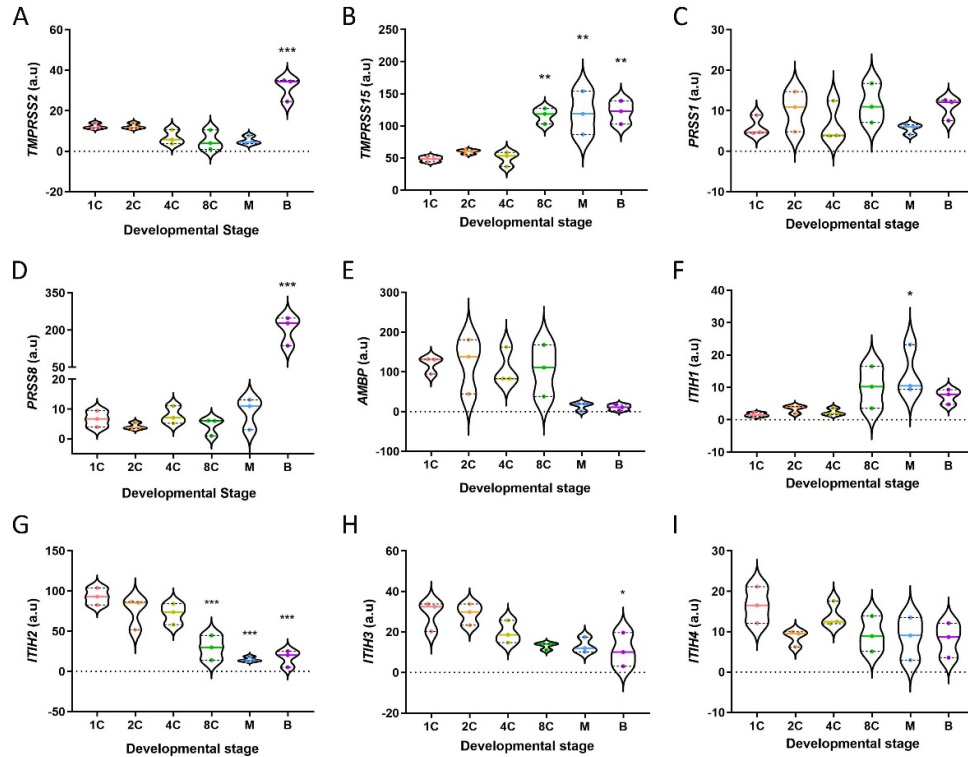 A
B
C
***
**
**
**
TMPRSS2 (a.u)
60
40
20
0
-20
1C 2C 4C 8C M B
Developmental Stage
TMPRSS15 (a.u)
250
200
150
100
50
0
1C 2C 4C 8C M B
Developmental stage
PRSS1 (a.u)
30
20
10
0
-10
1C 2C 4C 8C M B
Developmental stage
D
E
F
***
*
PRSS8 (a.u)
350
200
50
20
10
0
1C 2C 4C 8C M B
Developmental Stage
AMBP (a.u)
300
200
100
0
-100
1C 2C 4C 8C M B
Developmental stage
ITIH1 (a.u)
40
30
20
10
0
-10
1C 2C 4C 8C M B
Developmental stage
G
H
I
***
***
***
*
ITIH2 (a.u)
150
100
50
0
-50
1C 2C 4C 8C M B
Developmental stage
ITIH3 (a.u)
60
40
20
0
-20
1C 2C 4C 8C M B
Developmental stage
ITIH4 (a.u)
30
20
10
0
-10
1C 2C 4C 8C M B
Developmental stage